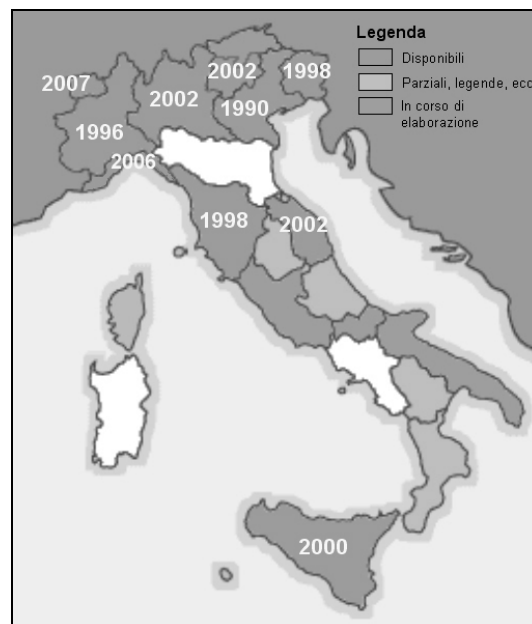 Legenda
Disponibili
Parziali, legende, ecc
In corso di
elaborazione
2007
2002
1998
2002
1990
1996
2006
1998
2002
2000